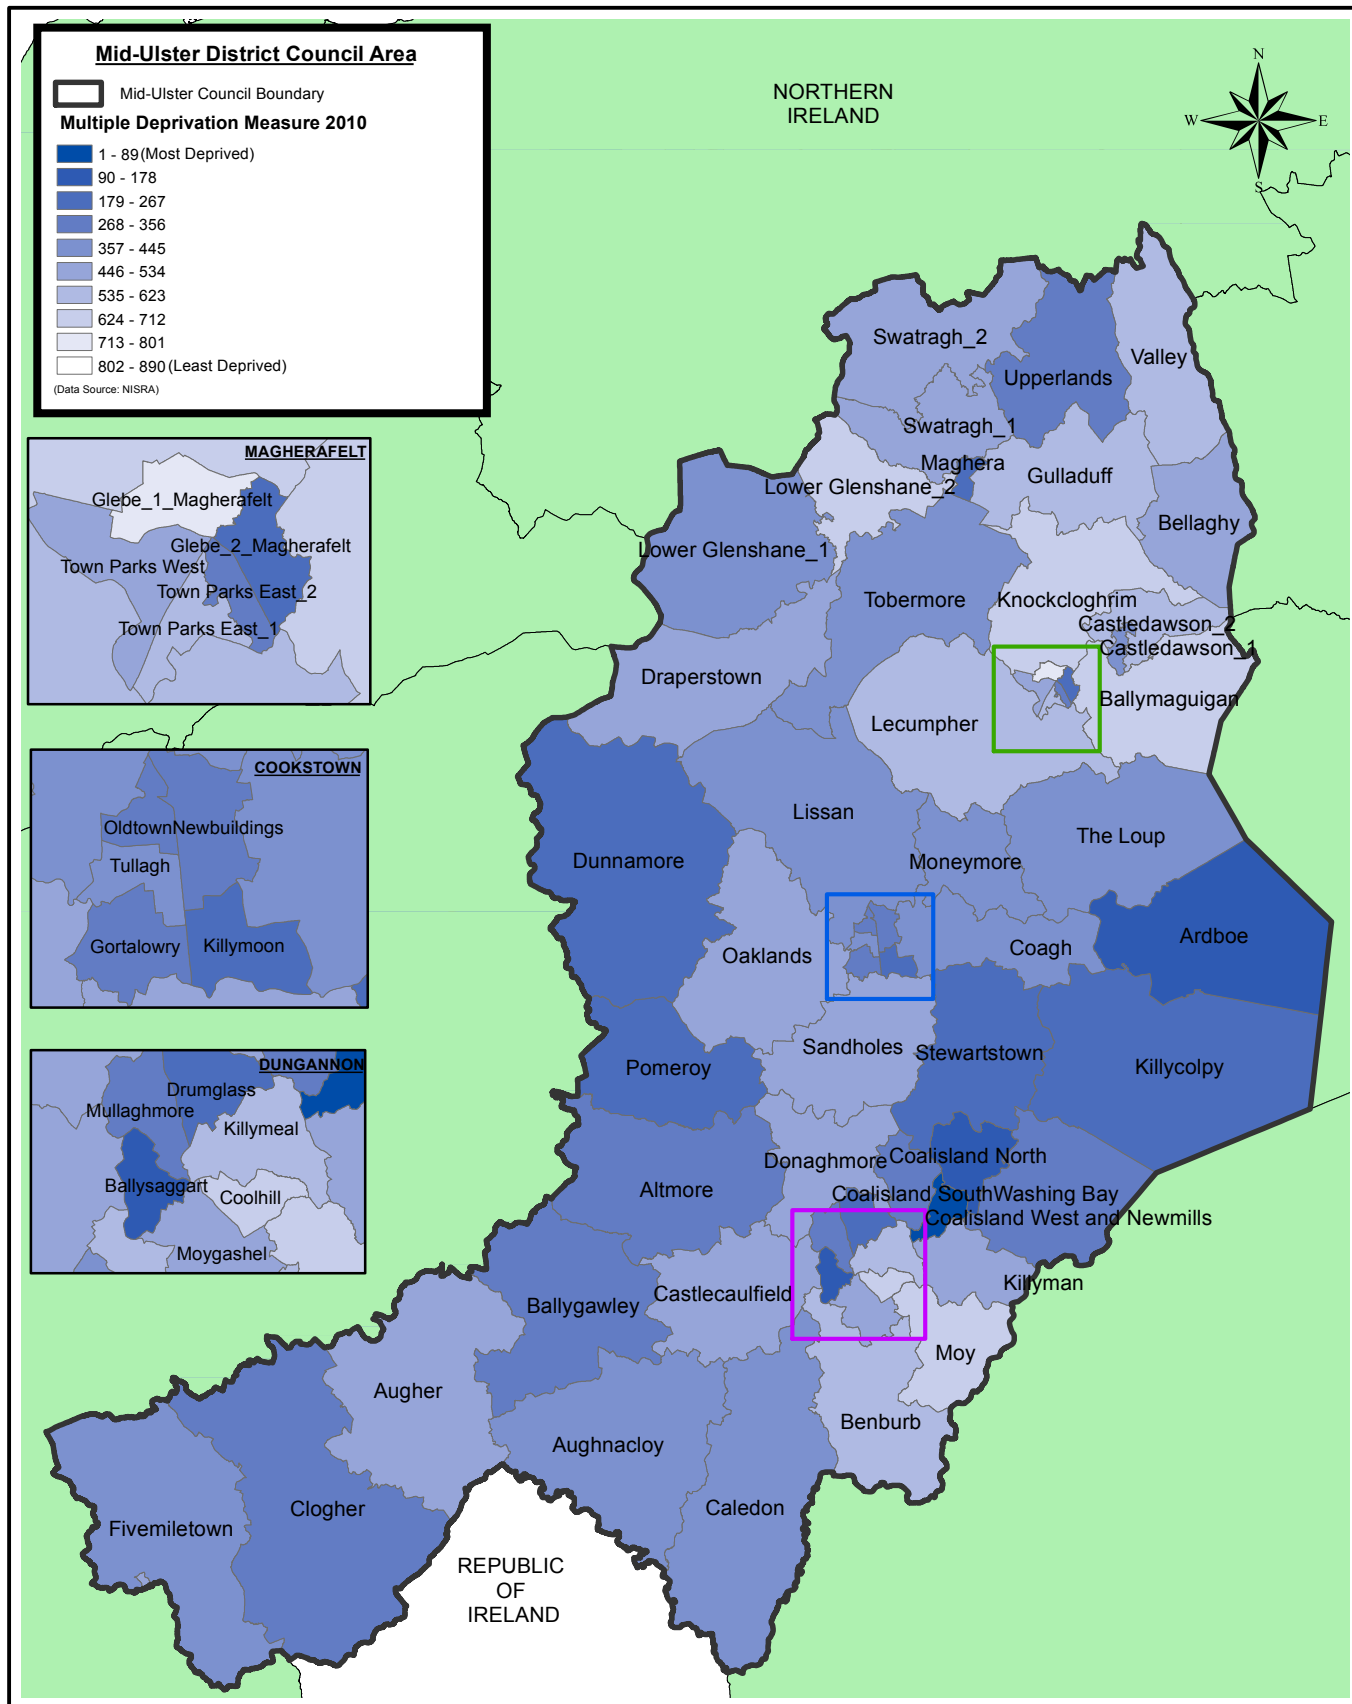 Mid-Ulster District Council Area
Mid-Ulster Council Boundary
Multiple Deprivation Measure 2010
1 - 89 (Most Deprived)
90 - 178
179 - 267
268 - 356
357 - 445
446 - 534
535 - 623
624 - 712
713 - 801
802 - 890 (Least Deprived)
(Data Source: NISRA)
NORTHERN
IRELAND
N
W
E
S
MAGHERAFELT
Glebe_1_Magherafelt
Glebe_2_Magherafelt
Town Parks West
Town Parks East_2
Town Parks East_1
COOKSTOWN
Oldtown
Newbuildings
Tullagh
Gortalowry
Killymoon
DUNGANNON
Drumglass
Mullaghmore
Killymeal
Ballysaggart
Coolhill
Moygashel
Swatragh_2
Valley
Upperlands
Swatragh_1
Maghera
Gulladuff
Lower Glenshane_2
Bellaghy
Lower Glenshane_1
Tobermore
Knockcloghrim
Castledawson_2
Castledawson_1
Draperstown
Ballymaguigan
Lecumpher
Lissan
The Loup
Dunnamore
Moneymore
Ardboe
Oaklands
Coagh
Sandholes
Stewartstown
Pomeroy
Killycolpy
Donaghmore
Coalisland North
Altmore
Coalisland South
Washing Bay
Coalisland West and Newmills
Killyman
Castlecaulfield
Ballygawley
Moy
Augher
Benburb
Aughnacloy
Clogher
Caledon
Fivemiletown
REPUBLIC
OF
IRELAND